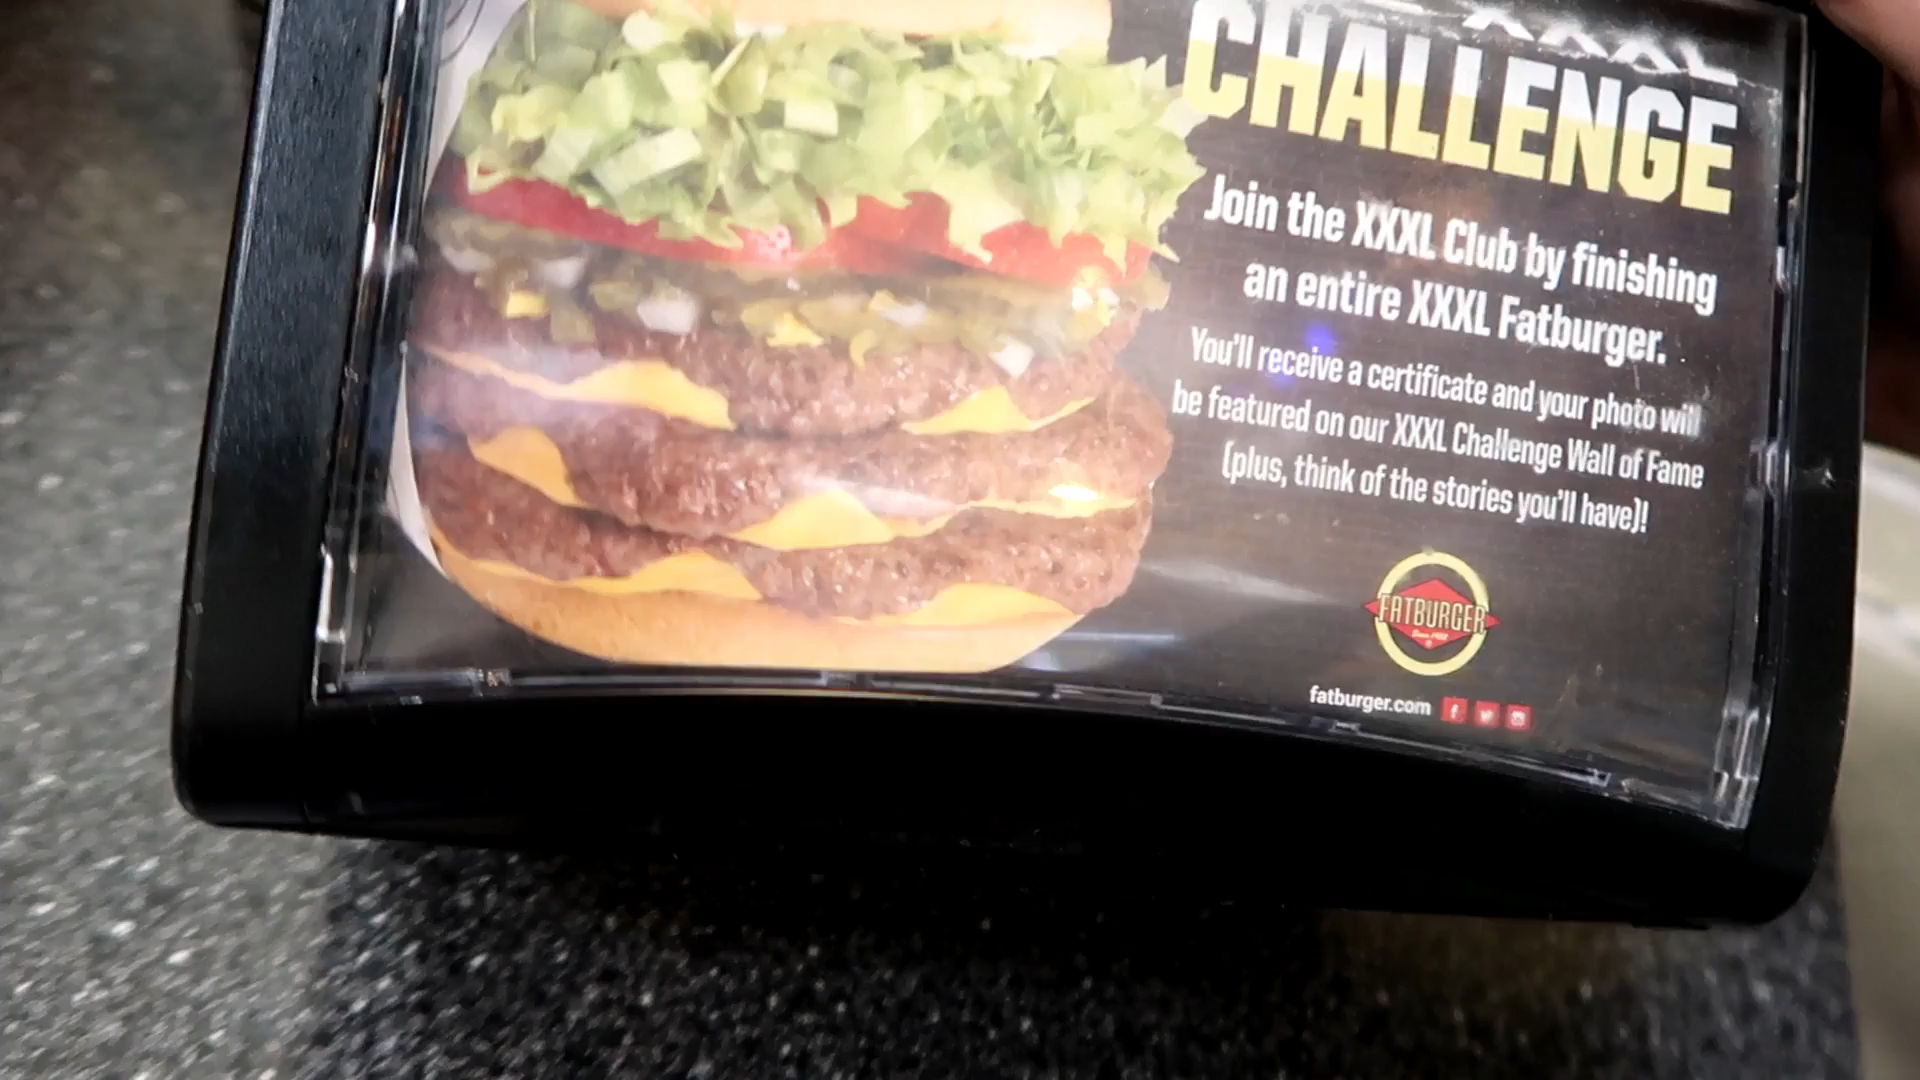 XXXL
CHALLENGE
Join the XXXL Club by finishing
an entire XXXL Fatburger.
You'll receive a certificate and your photo will
be featured on our XXXL Challenge Wall of Fame
(plus, think of the stories you'll have)!
FATBURGER
fatburger.com